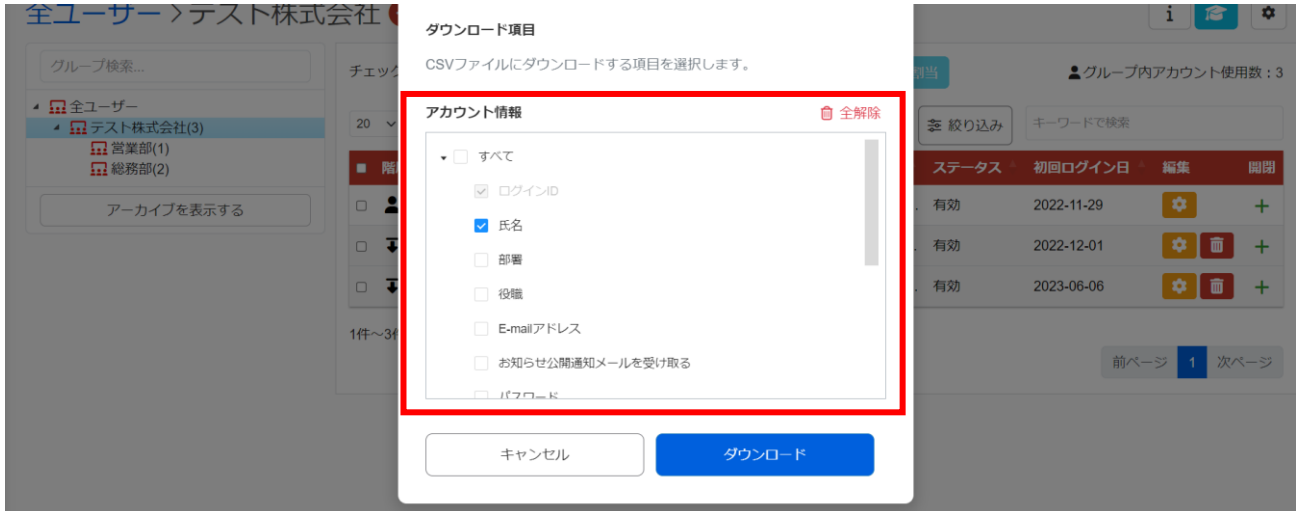 全ユーザー 〉テスト株式会社
グループ検索...
全ユーザー
テスト株式会社(3)
営業部(1)
総務部(2)
アーカイブを表示する
チェック
20
1件～3件
ダウンロード項目
CSVファイルにダウンロードする項目を選択します。
アカウント情報
全解除
すべて
ログインID
氏名
部署
役職
E-mailアドレス
お知らせ公開通知メールを受け取る
パスワード
キャンセル
ダウンロード
i
グループ内アカウント使用数：3
絞り込み
キーワードで検索
ステータス 初回ログイン日 編集 開閉
有効 2022-11-29
有効 2022-12-01
有効 2023-06-06
前ページ 1 次ページ